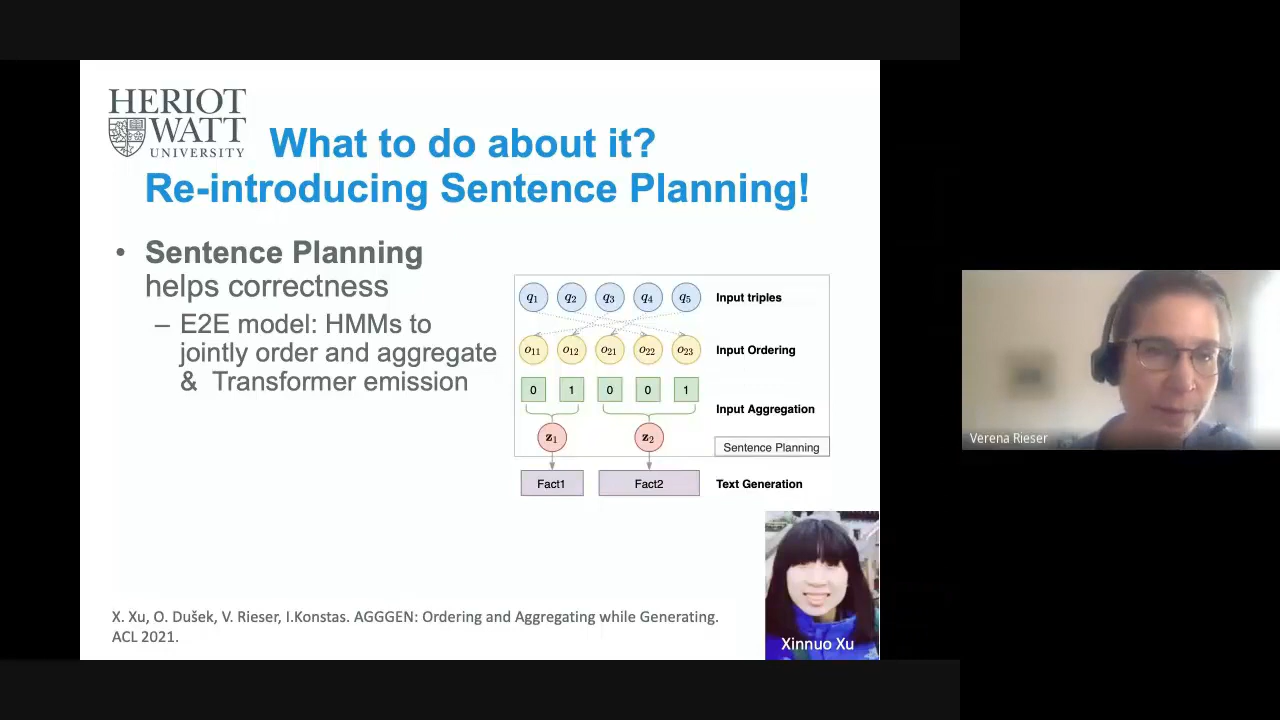 HERIOT
WATT
UNIVERSITY
What to do about it?
Re-introducing Sentence Planning!
• Sentence Planning
helps correctness
– E2E model: HMMs to
jointly order and aggregate
& Transformer emission
q1 q2 q3 q4 q5 Input triples
o11 o12 o21 o22 o23 Input Ordering
0 1 0 0 1
Input Aggregation
z1 z2
Sentence Planning
Fact1 Fact2 Text Generation
X. Xu, O. Dušek, V. Rieser, I.Konstas. AGGGEN: Ordering and Aggregating while Generating.
ACL 2021.
Xinnuo Xu
Verena Rieser